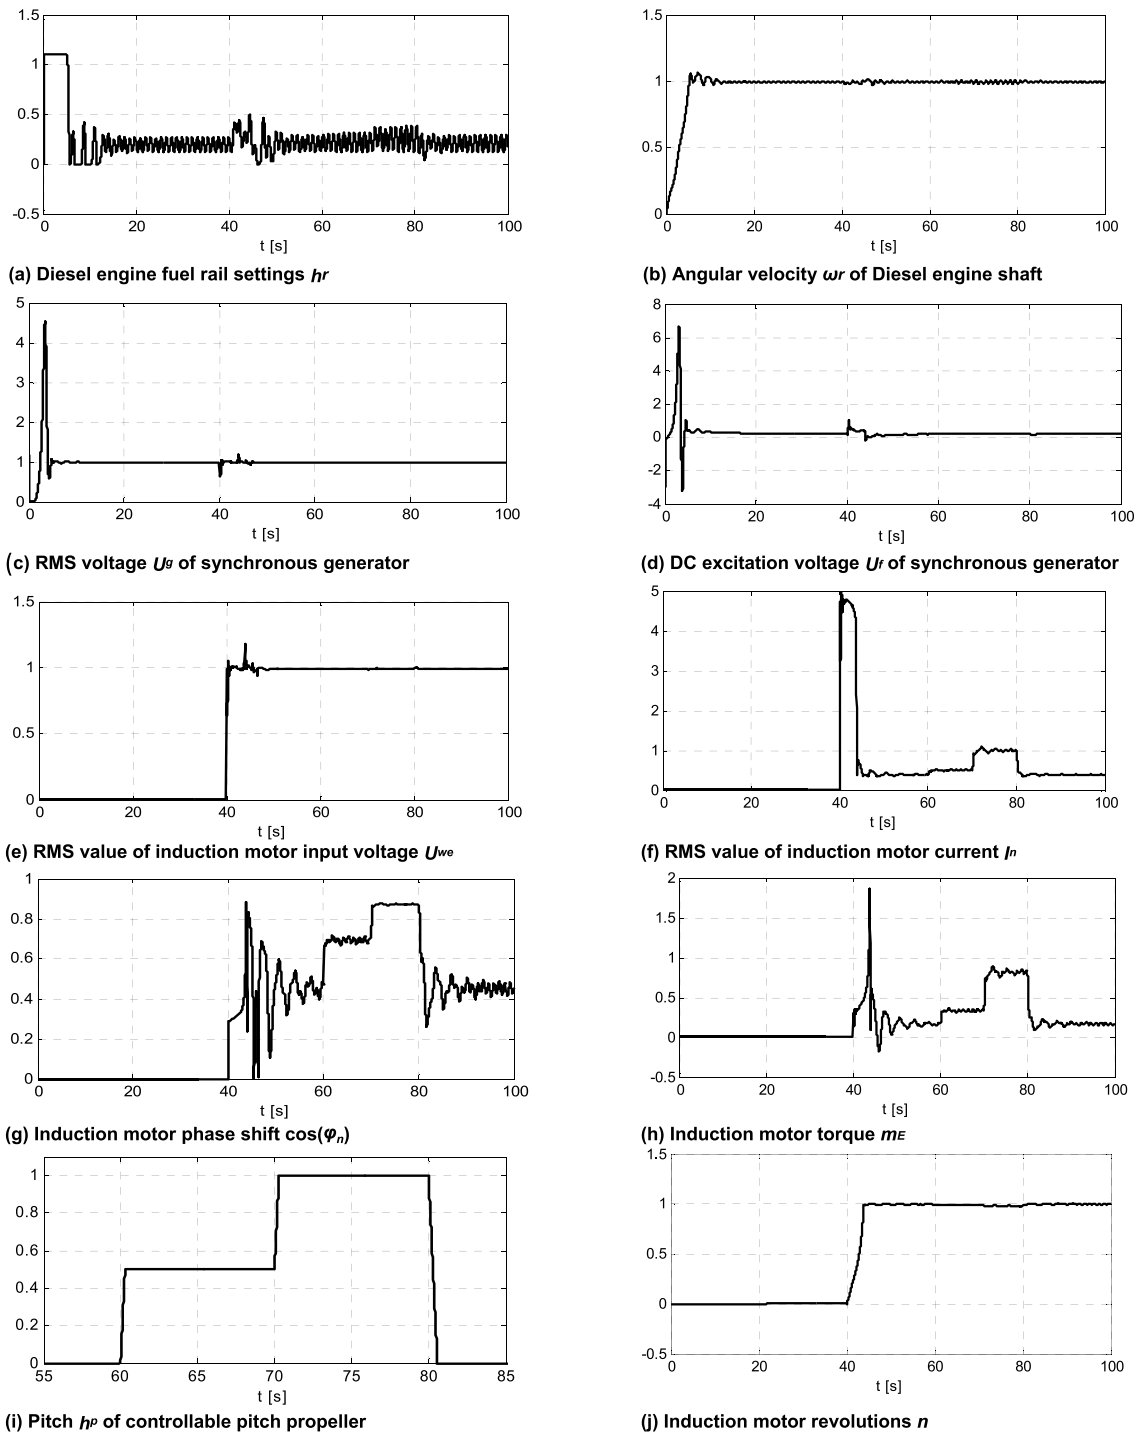 1.5
1
0.5
0
-0.5
0 20 40 60 80 100
t [s]
(a) Diesel engine fuel rail settings hr
1.5
1
0.5
0
0 20 40 60 80 100
t [s]
(b) Angular velocity ωr of Diesel engine shaft
5
4
3
2
1
0
0 20 40 60 80 100
t [s]
(c) RMS voltage Ug of synchronous generator
8
6
4
2
0
-2
-4
0 20 40 60 80 100
t [s]
(d) DC excitation voltage Uf of synchronous generator
1.5
1
0.5
0
0 20 40 60 80 100
t [s]
(e) RMS value of induction motor input voltage Uwe
5
4
3
2
1
0
0 20 40 60 80 100
t [s]
(f) RMS value of induction motor current In
1
0.8
0.6
0.4
0.2
0
0 20 40 60 80 100
t [s]
(g) Induction motor phase shift cos(φn)
2
1.5
1
0.5
0
-0.5
0 20 40 60 80 100
t [s]
(h) Induction motor torque mE
1
0.8
0.6
0.4
0.2
0
55 60 65 70 75 80 85
t [s]
(i) Pitch hp of controllable pitch propeller
1.5
1
0.5
0
-0.5
0 20 40 60 80 100
t [s]
(j) Induction motor revolutions n